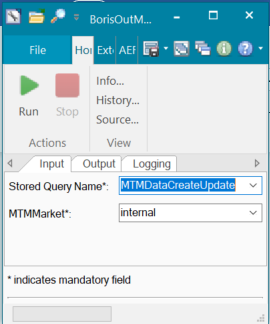 BorisOutM...
File
Hor
Ext
AEF
Run
Stop
Info...
History...
Source...
Actions
View
Input
Output
Logging
Stored Query Name*:
MTMDataCreateUpdate
MTMMarket*:
internal
* indicates mandatory field